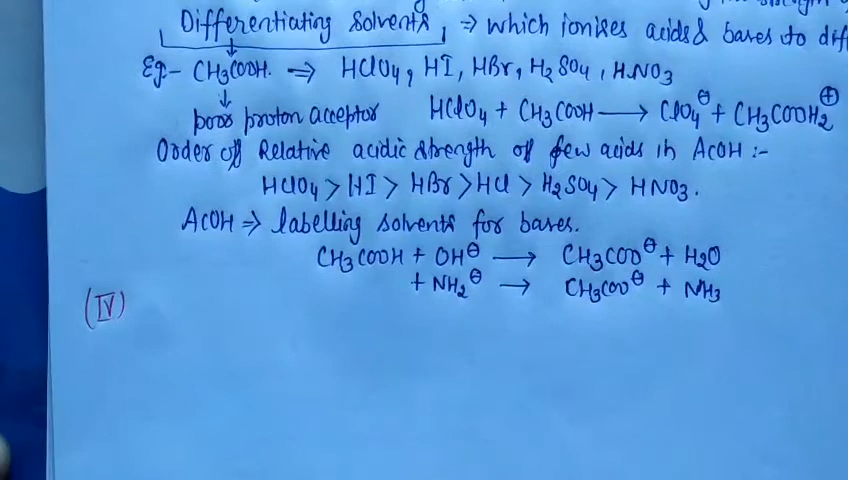 Differentiating solvents, ⇒ which ionises acids & bases to
Eg- CH3COOH. ⇒ HClO4, HI, HBr, H2SO4, HNO3
↓ poor proton acceptor HClO4 + CH3COOH ⟶ ClO4⊖ + CH3COOH2⊕
Order of Relative acidic strength of few acids in AcOH :-
HClO4 > HI > HBr > HCl > H2SO4 > HNO3.
AcOH ⇒ labelling solvents for bases.
CH3COOH + OH⊖ ⟶ CH3COO⊖ + H2O
+ NH2⊖ ⟶ CH3COO⊖ + NH3
(IV)